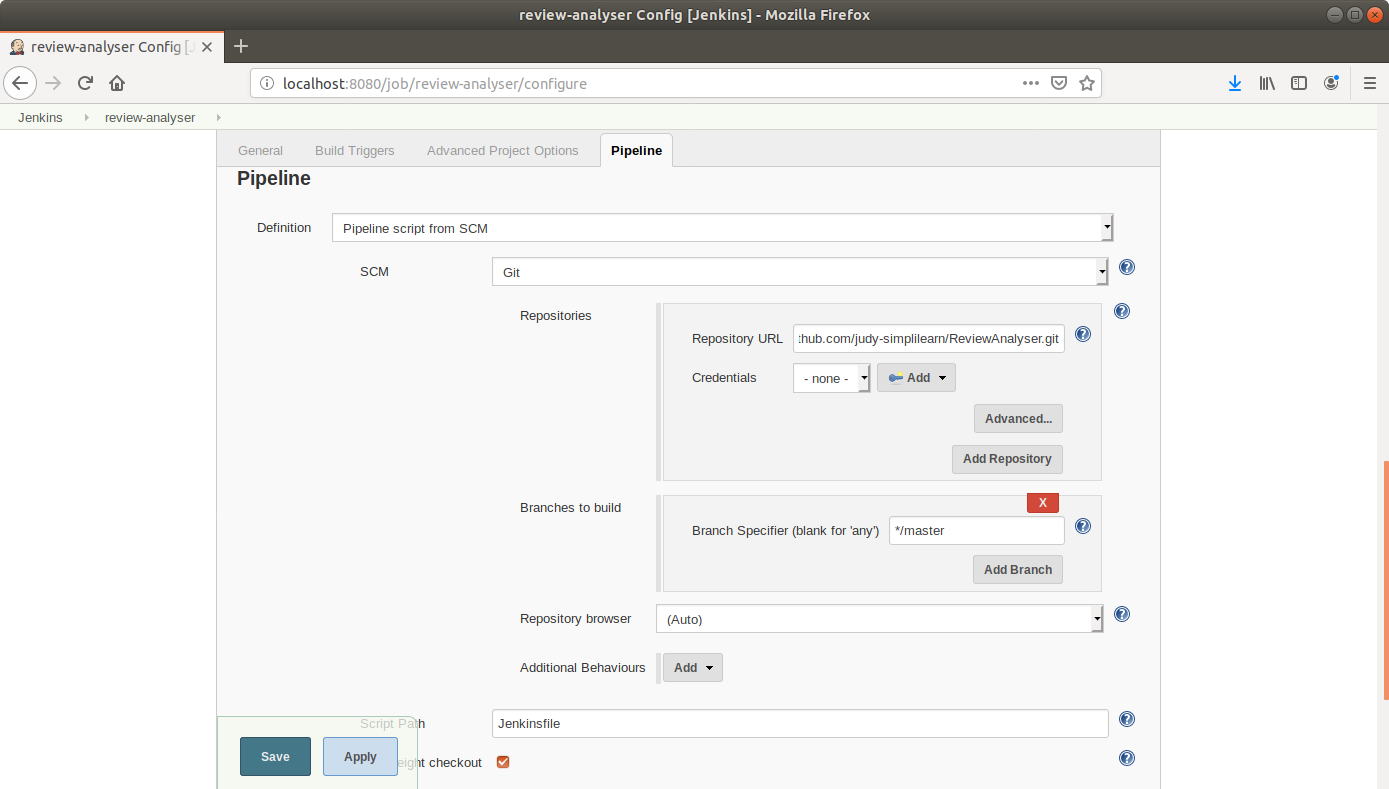 review-analyser Config [Jenkins] - Mozilla Firefox
review-analyser Config [J
localhost:8080/job/review-analyser/configure
Jenkins review-analyser
General Build Triggers Advanced Project Options Pipeline
Pipeline
Definition Pipeline script from SCM
SCM Git
Repositories
Repository URL :hub.com/judy-simplilearn/ReviewAnalyser.git
Credentials - none - Add
Advanced...
Add Repository
Branches to build
X
Branch Specifier (blank for 'any') */master
Add Branch
Repository browser (Auto)
Additional Behaviours Add
Script Path Jenkinsfile
Save Apply eight checkout